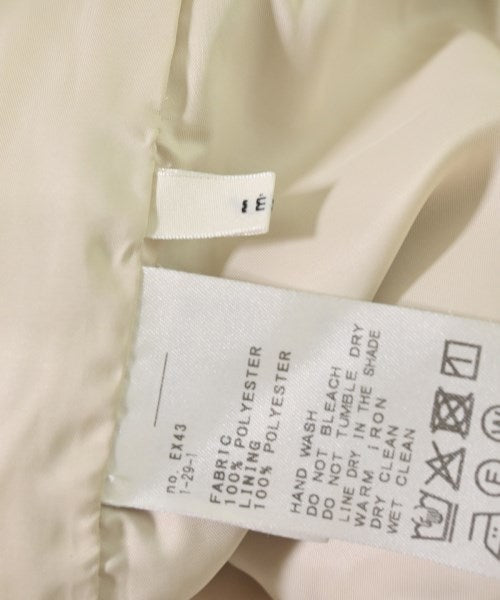 no. EX43
1-29-1
FABRIC
100% POLYESTER
LINING
100% POLYESTER
HAND WASH
DO NOT BLEACH
DO NOT TUMBLE DRY
LINE DRY IN THE SHADE
WARM IRON
DRY CLEAN
WET CLEAN
W